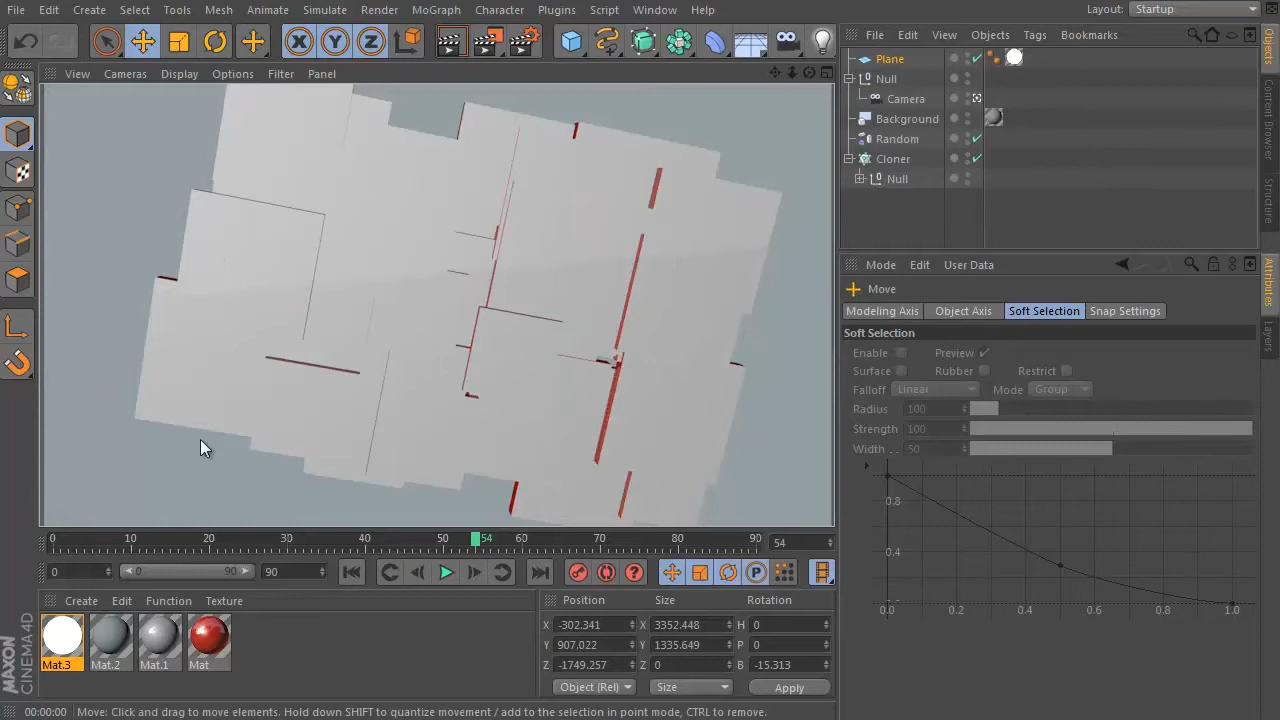 File Edit Create Select Tools Mesh Animate Simulate Render MoGraph Character Plugins Script Window Help Layout: Startup
X Y Z
File Edit View Objects Tags Bookmarks
View Cameras Display Options Filter Panel
Plane
Null
Camera
Background
Random
Cloner
Null
Objects
Content Browser
Structure
Mode Edit User Data
Move
Modeling Axis Object Axis Soft Selection Snap Settings
Soft Selection
Enable Preview
Surface Rubber Restrict
Falloff Linear Mode Group
Radius 100
Strength 100
Width . . 50
0.8
0.4
0.0 0.2 0.4 0.6 0.8 1.0
Attributes
Layers
0 10 20 30 40 50 54 60 70 80 90 54
0 0 90 90
P
Create Edit Function Texture
Mat.3 Mat.2 Mat.1 Mat
Position Size Rotation
X -302.341 X 3352.448 H 0
Y 907.022 Y 1335.649 P 0
Z -1749.257 Z 0 B -15.313
Object (Rel) Size Apply
MAXON
CINEMA 4D
00:00:00 Move: Click and drag to move elements. Hold down SHIFT to quantize movement / add to the selection in point mode, CTRL to remove.